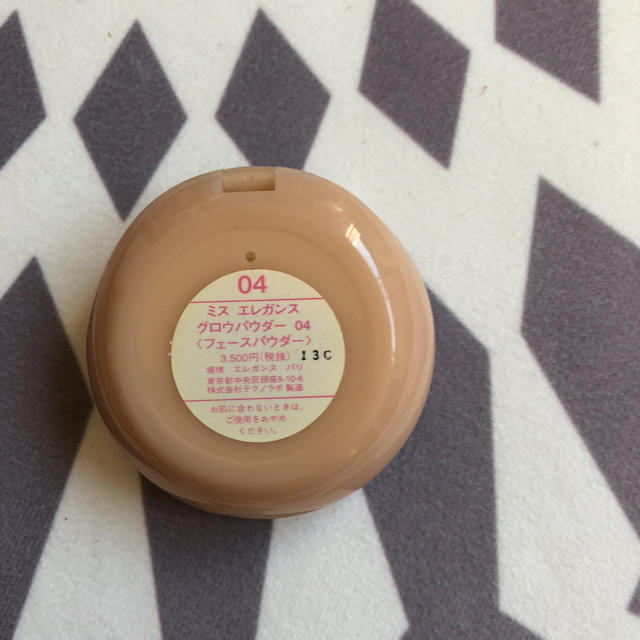 04
ミス エレガンス
グロウパウダー 04
〈フェースパウダー〉
3,500円(税抜) 13C
提携 エレガンス パリ
東京都中央区銀座5-10-6
株式会社テクノラボ 製造
お肌に合わないときは、
ご使用をおやめ
ください。